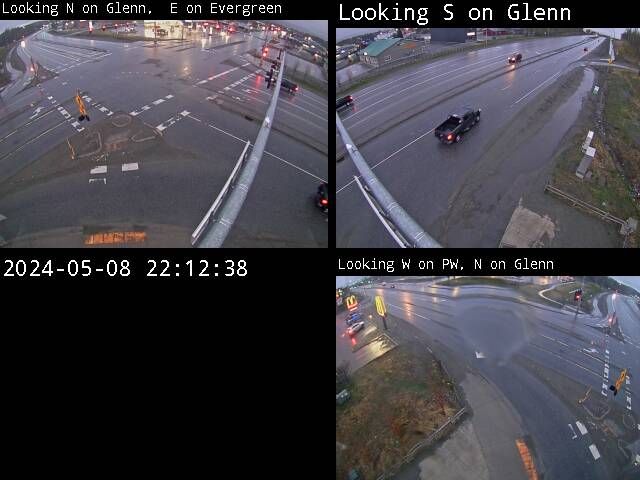 Looking N on Glenn,  E on Evergreen
Looking S on Glenn
2024-05-08 22:12:38
Looking W on PW, N on Glenn